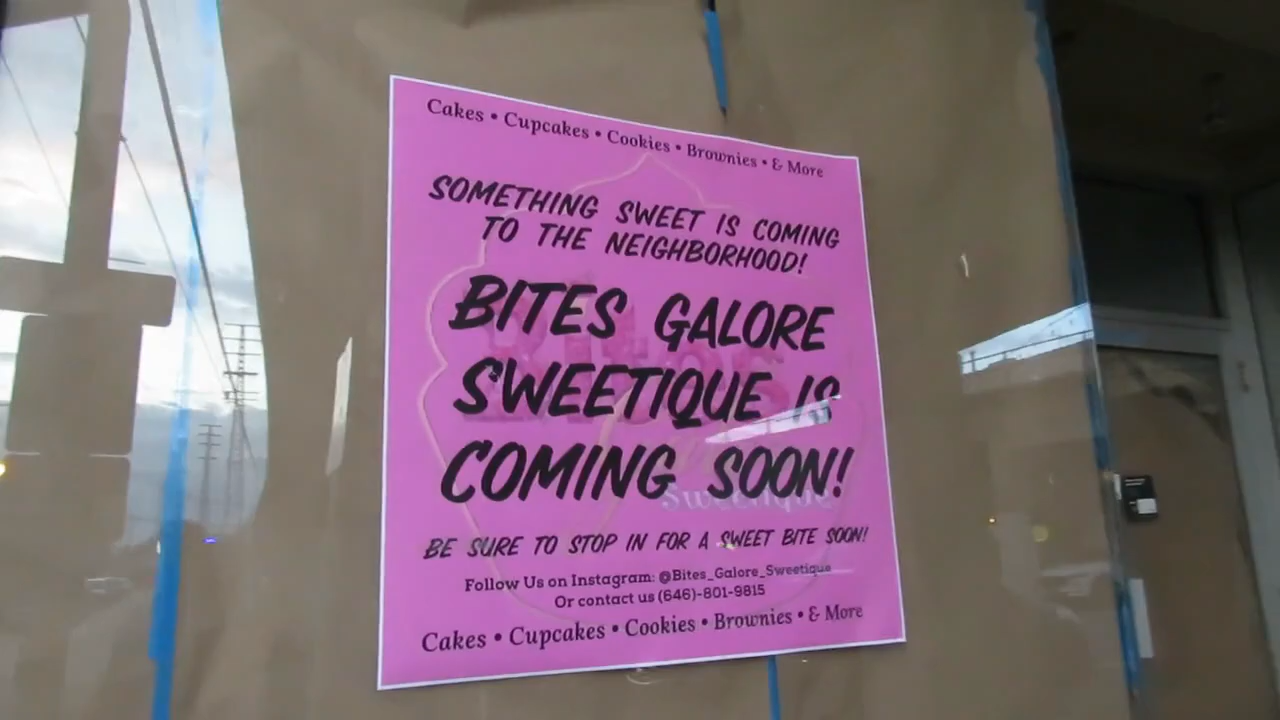 Cakes • Cupcakes • Cookies • Brownies • & More
SOMETHING SWEET IS COMING
TO THE NEIGHBORHOOD!
BITES GALORE
SWEETIQUE IS
COMING SOON!
Sweetique
BE SURE TO STOP IN FOR A SWEET BITE SOON!
Follow Us on Instagram: @Bites_Galore_Sweetique
Or contact us (646)-801-9815
Cakes • Cupcakes • Cookies • Brownies • & More